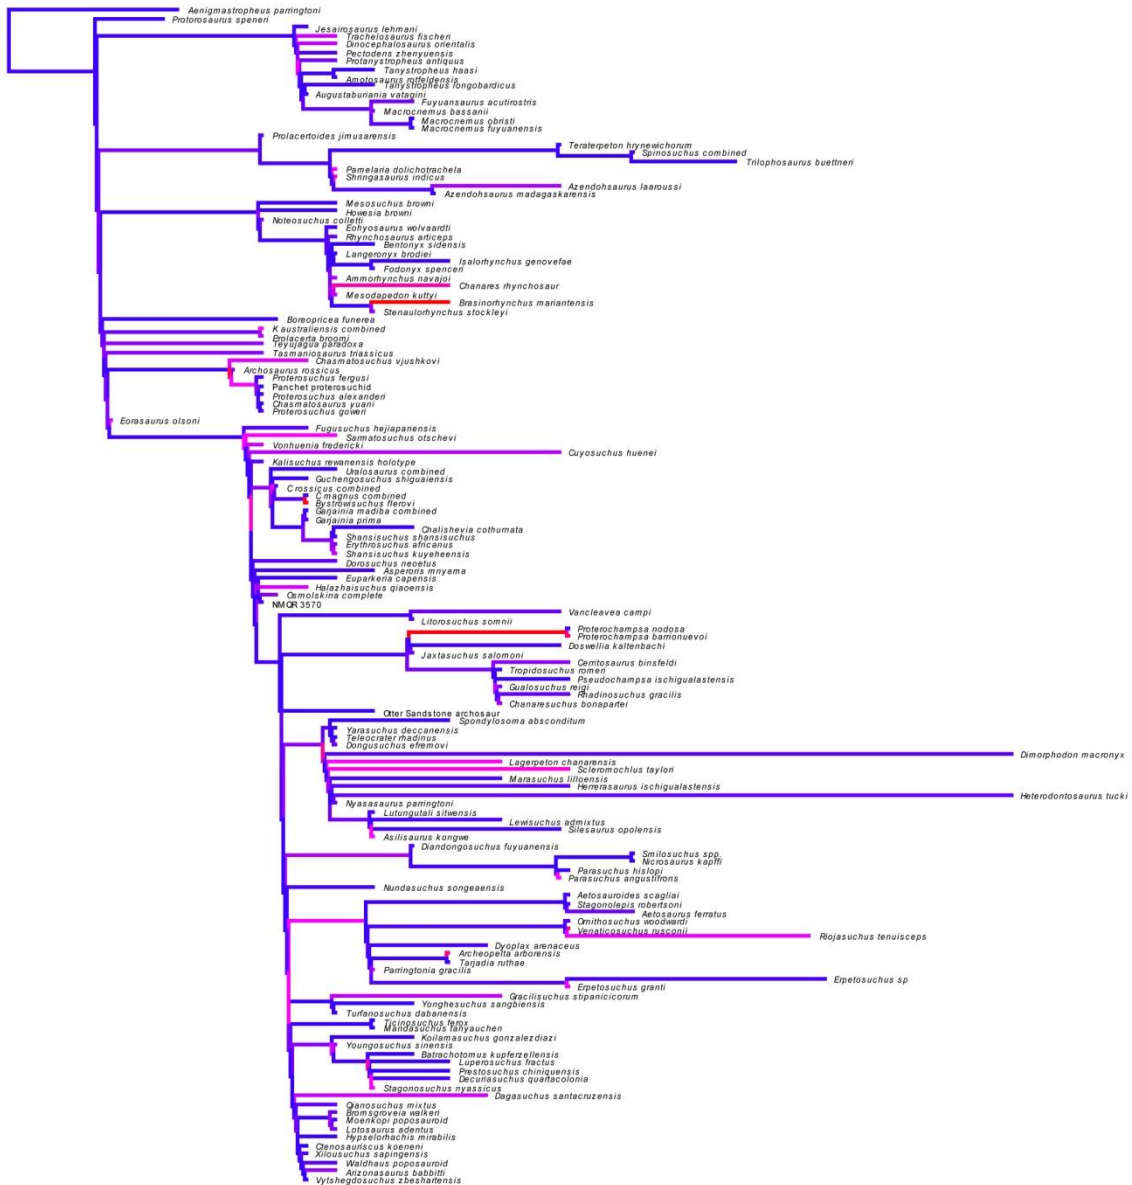 Aenigmastropheus parringtoni
Protorosaurus speneri
Jesairosaurus lehmani
Trachelosaurus fischeri
Dinocephalosaurus orientalis
Pectodens zhenyuensis
Protanystropheus antiquus
Tanystropheus haasi
Amotosaurus rotfeldensis
Tanystropheus longobardicus
Augustaburiania vatagini
Fuyuansaurus acutirostris
Macrocnemus bassanii
Macrocnemus obristi
Macrocnemus fuyuanensis
Prolacertoides jimusarensis
Teraterpeton hrynewichorum
Spinosuchus combined
Trilophosaurus buettneri
Pamelaria dolichotrachela
Shringasaurus indicus
Azendohsaurus laaroussi
Azendohsaurus madagaskarensis
Mesosuchus browni
Howesia browni
Noteosuchus colletti
Eohyosaurus wolvaardti
Rhynchosaurus articeps
Bentonyx sidensis
Langeronyx brodiei
Isalorhynchus genovefae
Fodonyx spenceri
Ammorhynchus navajoi
Chanares rhynchosaur
Mesodapedon kuttyi
Brasinorhynchus mariantensis
Stenaulorhynchus stockleyi
Boreopricea funerea
K australiensis combined
Prolacerta broomi
Teyujagua paradoxa
Tasmaniosaurus triassicus
Chasmatosuchus vjushkovi
Archosaurus rossicus
Proterosuchus fergusi
Panchet proterosuchid
Proterosuchus alexanderi
Chasmatosaurus yuani
Proterosuchus goweri
Eorasaurus olsoni
Fugusuchus hejiapanensis
Sarmatosuchus otschevi
Vonhuenia fredericki
Cuyosuchus huenei
Kalisuchus rewanensis holotype
Uralosaurus combined
Guchengosuchus shiguaiensis
C rossicus combined
C magnus combined
Bystrowisuchus flerovi
Garjainia madiba combined
Garjainia prima
Chalishevia cothurnata
Shansisuchus shansisuchus
Erythrosuchus africanus
Shansisuchus kuyeheensis
Dorosuchus neoetus
Asperoris mnyama
Euparkeria capensis
Halazhaisuchus qiaoensis
Osmolskina complete
NMQR 3570
Vancleavea campi
Litorosuchus somnii
Proterochampsa nodosa
Proterochampsa barrionuevoi
Doswellia kaltenbachi
Jaxtasuchus salomoni
Cerritosaurus binsfeldi
Tropidosuchus romeri
Pseudochampsa ischigualastensis
Gualosuchus reigi
Rhadinosuchus gracilis
Chanaresuchus bonapartei
Otter Sandstone archosaur
Spondylosoma absconditum
Yarasuchus deccanensis
Teleocrater rhadinus
Dongusuchus efremovi
Dimorphodon macronyx
Lagerpeton chanarensis
Scleromochlus taylori
Marasuchus lilloensis
Herrerasaurus ischigualastensis
Heterodontosaurus tucki
Nyasasaurus parringtoni
Lutungutali sitwensis
Lewisuchus admixtus
Silesaurus opolensis
Asilisaurus kongwe
Diandongosuchus fuyuanensis
Smilosuchus spp.
Nicrosaurus kapffi
Parasuchus hislopi
Parasuchus angustifrons
Nundasuchus songeaensis
Aetosauroides scagliai
Stagonolepis robertsoni
Aetosaurus ferratus
Ornithosuchus woodwardi
Venaticosuchus rusconii
Riojasuchus tenuisceps
Dyoplax arenaceus
Archeopelta arborensis
Tarjadia ruthae
Parringtonia gracilis
Erpetosuchus sp
Erpetosuchus granti
Gracilisuchus stipanicicorum
Yonghesuchus sangbiensis
Turfanosuchus dabanensis
Ticinosuchus ferox
Mandasuchus tanyauchen
Koilamasuchus gonzalezdiazi
Youngosuchus sinensis
Batrachotomus kupferzellensis
Luperosuchus fractus
Prestosuchus chiniquensis
Decuriasuchus quartacolonia
Stagonosuchus nyassicus
Dagasuchus santacruzensis
Qianosuchus mixtus
Bromsgroveia walkeri
Moenkopi poposauroid
Lotosaurus adentus
Hypselorhachis mirabilis
Ctenosauriscus koeneni
Xilousuchus sapingensis
Waldhaus poposauroid
Arizonasaurus babbitti
Vytshegdosuchus zbeshartensis